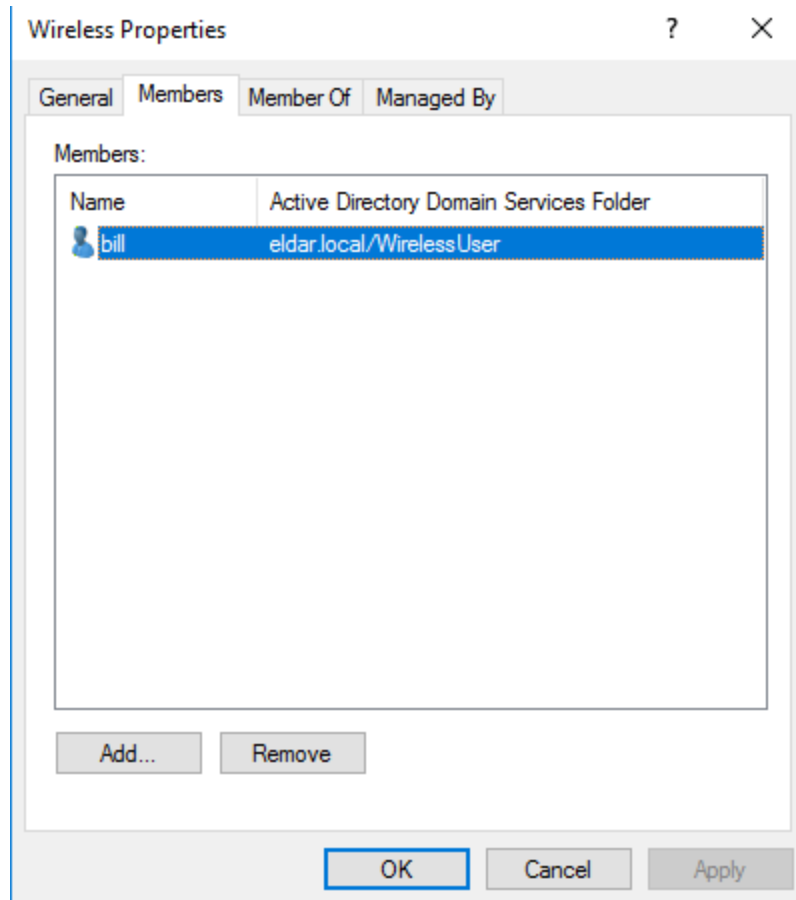 Wireless Properties ?
General Members Member Of Managed By
Members:
Name Active Directory Domain Services Folder
bill eldar.local/WirelessUser
Add... Remove
OK Cancel Apply